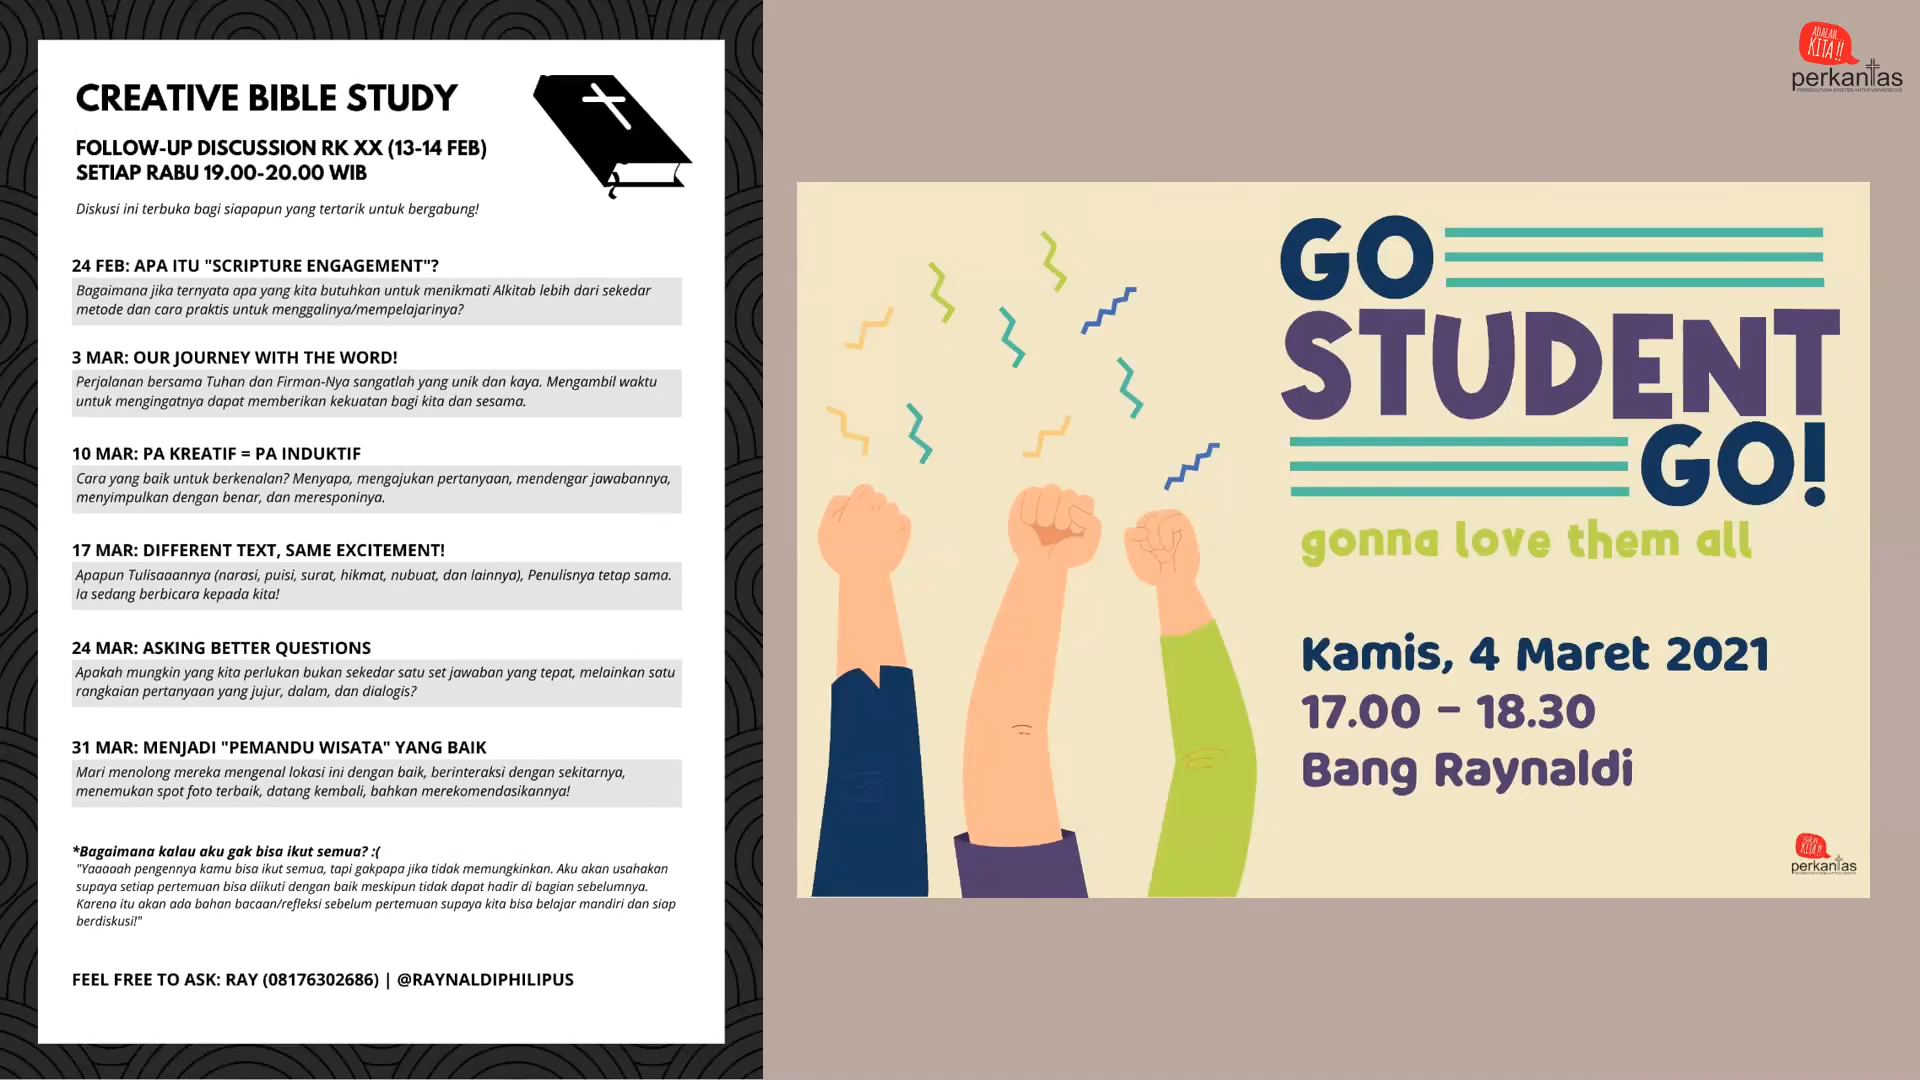 CREATIVE BIBLE STUDY
FOLLOW-UP DISCUSSION RK XX (13-14 FEB)
SETIAP RABU 19.00-20.00 WIB
Diskusi ini terbuka bagi siapapun yang tertarik untuk bergabung!
24 FEB: APA ITU "SCRIPTURE ENGAGEMENT"?
Bagaimana jika ternyata apa yang kita butuhkan untuk menikmati Alkitab lebih dari sekedar
metode dan cara praktis untuk menggalinya/mempelajarinya?
3 MAR: OUR JOURNEY WITH THE WORD!
Perjalanan bersama Tuhan dan Firman-Nya sangatlah yang unik dan kaya. Mengambil waktu
untuk mengingatnya dapat memberikan kekuatan bagi kita dan sesama.
10 MAR: PA KREATIF = PA INDUKTIF
Cara yang baik untuk berkenalan? Menyapa, mengajukan pertanyaan, mendengar jawabannya,
menyimpulkan dengan benar, dan meresponinya.
17 MAR: DIFFERENT TEXT, SAME EXCITEMENT!
Apapun Tulisaaannya (narasi, puisi, surat, hikmat, nubuat, dan lainnya), Penulisnya tetap sama.
Ia sedang berbicara kepada kita!
24 MAR: ASKING BETTER QUESTIONS
Apakah mungkin yang kita perlukan bukan sekedar satu set jawaban yang tepat, melainkan satu
rangkaian pertanyaan yang jujur, dalam, dan dialogis?
31 MAR: MENJADI "PEMANDU WISATA" YANG BAIK
Mari menolong mereka mengenal lokasi ini dengan baik, berinteraksi dengan sekitarnya,
menemukan spot foto terbaik, datang kembali, bahkan merekomendasikannya!
*Bagaimana kalau aku gak bisa ikut semua? :(
"Yaaaaah pengennya kamu bisa ikut semua, tapi gakpapa jika tidak memungkinkan. Aku akan usahakan
supaya setiap pertemuan bisa diikuti dengan baik meskipun tidak dapat hadir di bagian sebelumnya.
Karena itu akan ada bahan bacaan/refleksi sebelum pertemuan supaya kita bisa belajar mandiri dan siap
berdiskusi!"
FEEL FREE TO ASK: RAY (08176302686) | @RAYNALDIPHILIPUS
ADALAH
KITA!!
perkantas
PERSEKUTUAN KRISTEN ANTAR UNIVERSITAS
GO
STUDENT
GO!
gonna love them all
Kamis, 4 Maret 2021
17.00 – 18.30
Bang Raynaldi
KITA!!
perkantas